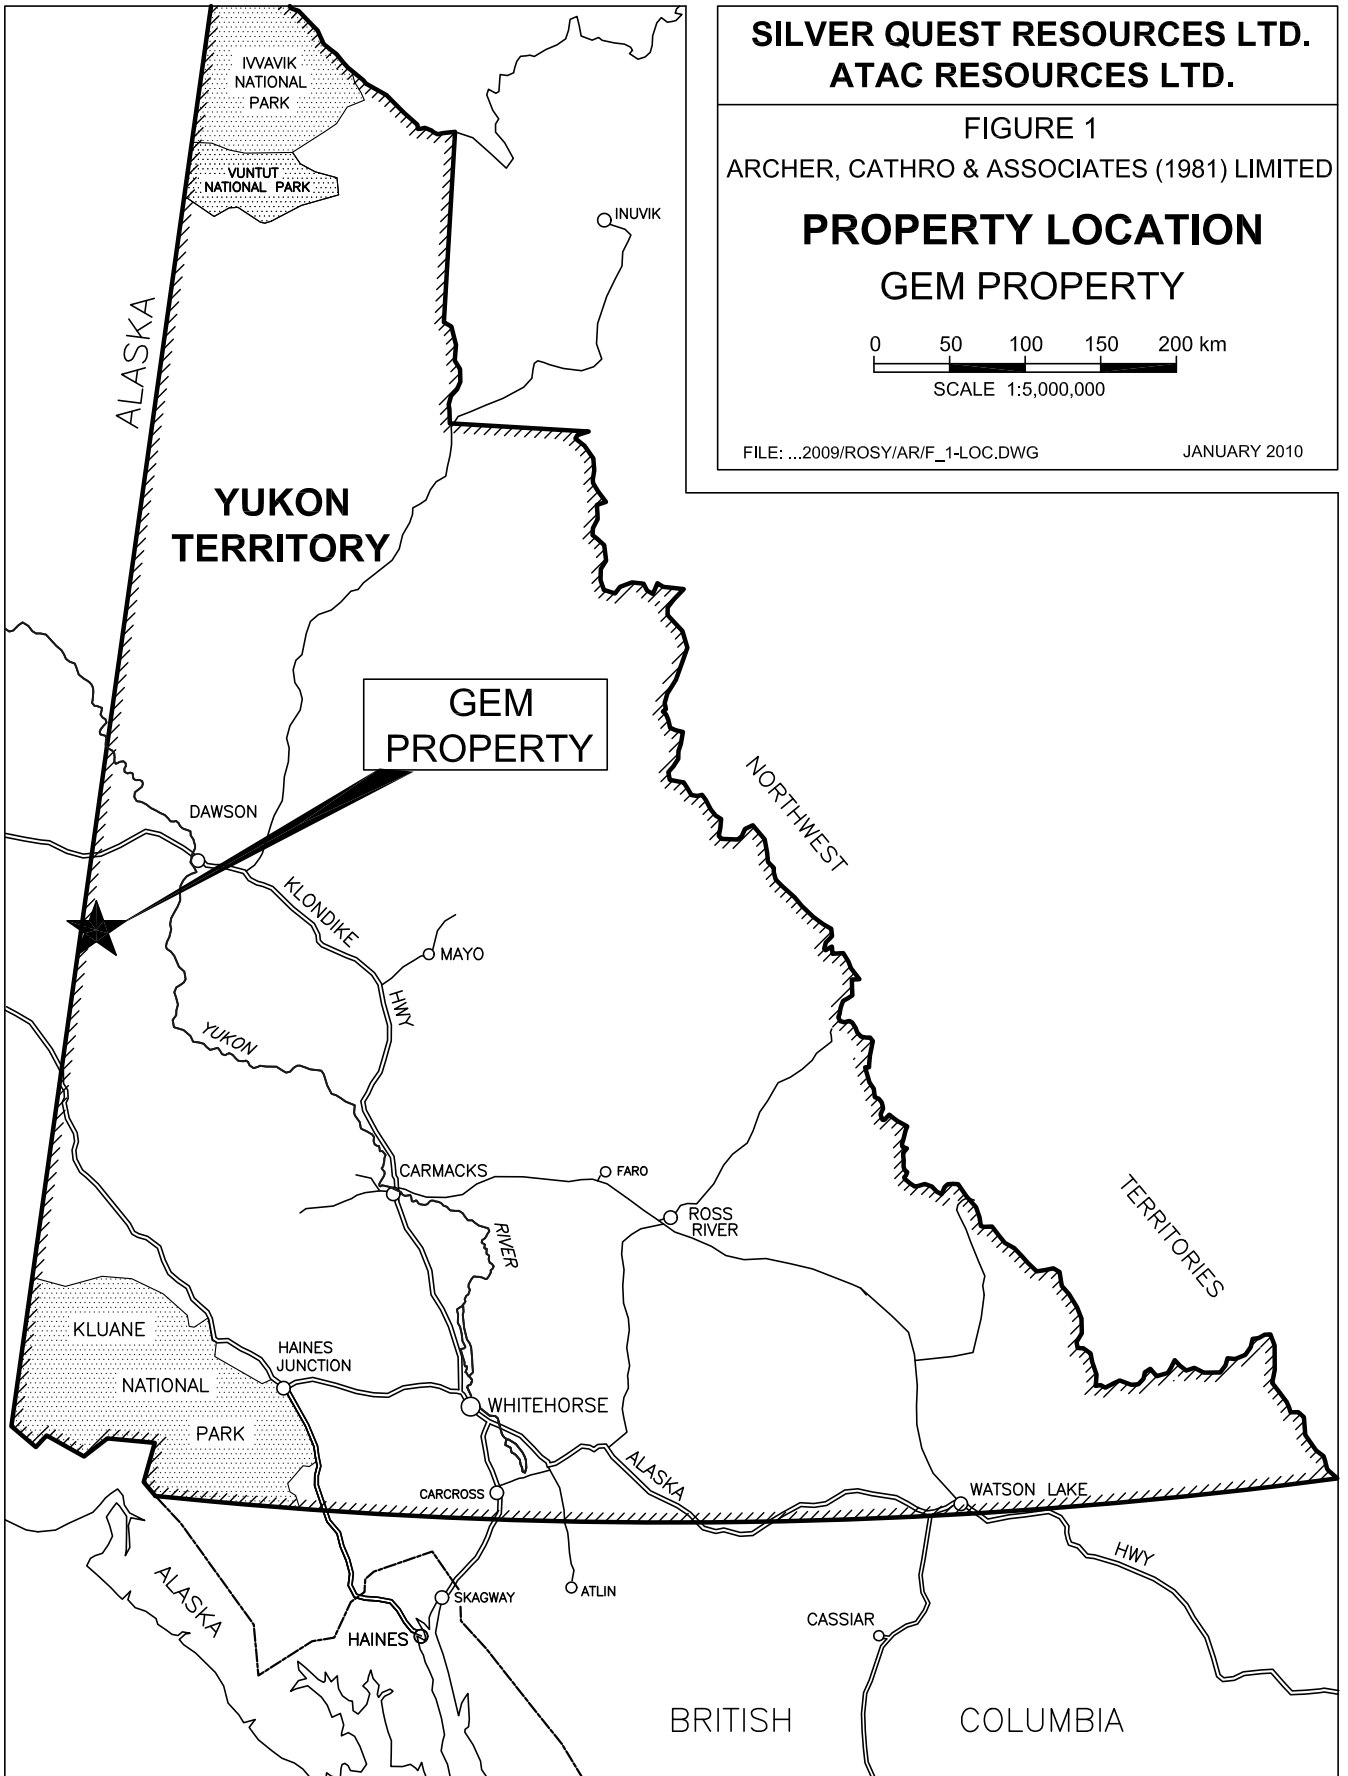 SILVER QUEST RESOURCES LTD.
ATAC RESOURCES LTD.
FIGURE 1
ARCHER, CATHRO & ASSOCIATES (1981) LIMITED
PROPERTY LOCATION
GEM PROPERTY
0 50 100 150 200 km
SCALE 1:5,000,000
FILE: ...2009/ROSY/AR/F_1-LOC.DWG
JANUARY 2010
IVVAVIK
NATIONAL
PARK
VUNTUT
NATIONAL PARK
INUVIK
ALASKA
YUKON
TERRITORY
GEM
PROPERTY
DAWSON
NORTHWEST
KLONDIKE
HWY
MAYO
YUKON
CARMACKS
FARO
ROSS
RIVER
RIVER
TERRITORIES
KLUANE
NATIONAL
PARK
HAINES
JUNCTION
WHITEHORSE
ALASKA
CARCROSS
WATSON LAKE
HWY
ALASKA
SKAGWAY
ATLIN
HAINES
CASSIAR
BRITISH
COLUMBIA